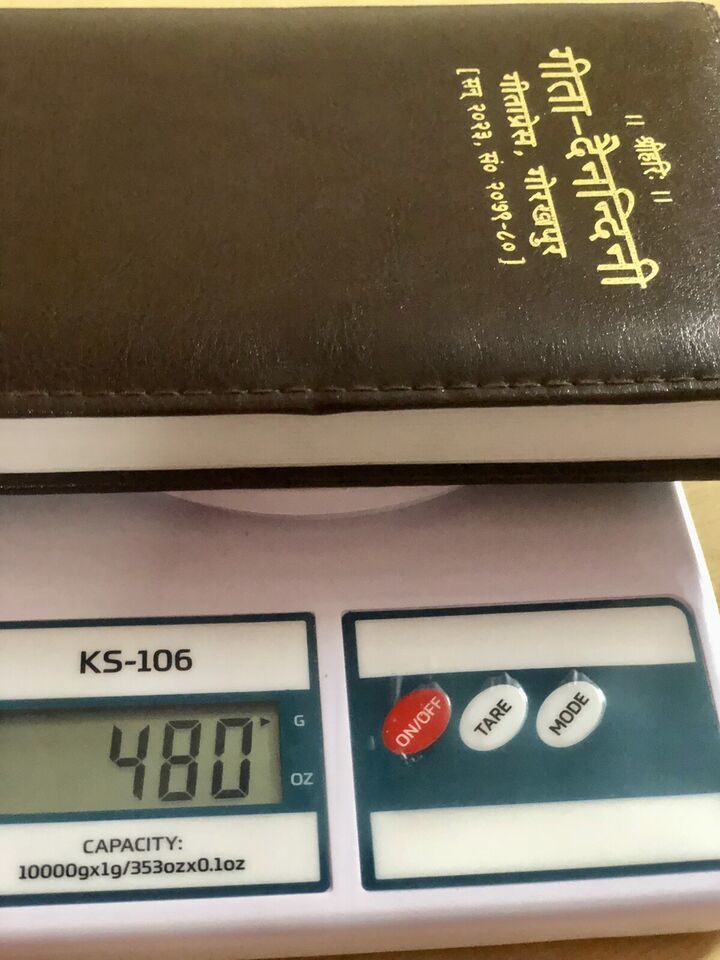 ॥ श्रीहरिः ॥
गीता-दैनन्दिनी
गीताप्रेस, गोरखपुर
[ सन् २०२३, सं० २०७९-८० ]
KS-106
480
G
OZ
CAPACITY:
10000gx1g/353ozx0.1oz
ON/OFF
TARE
MODE